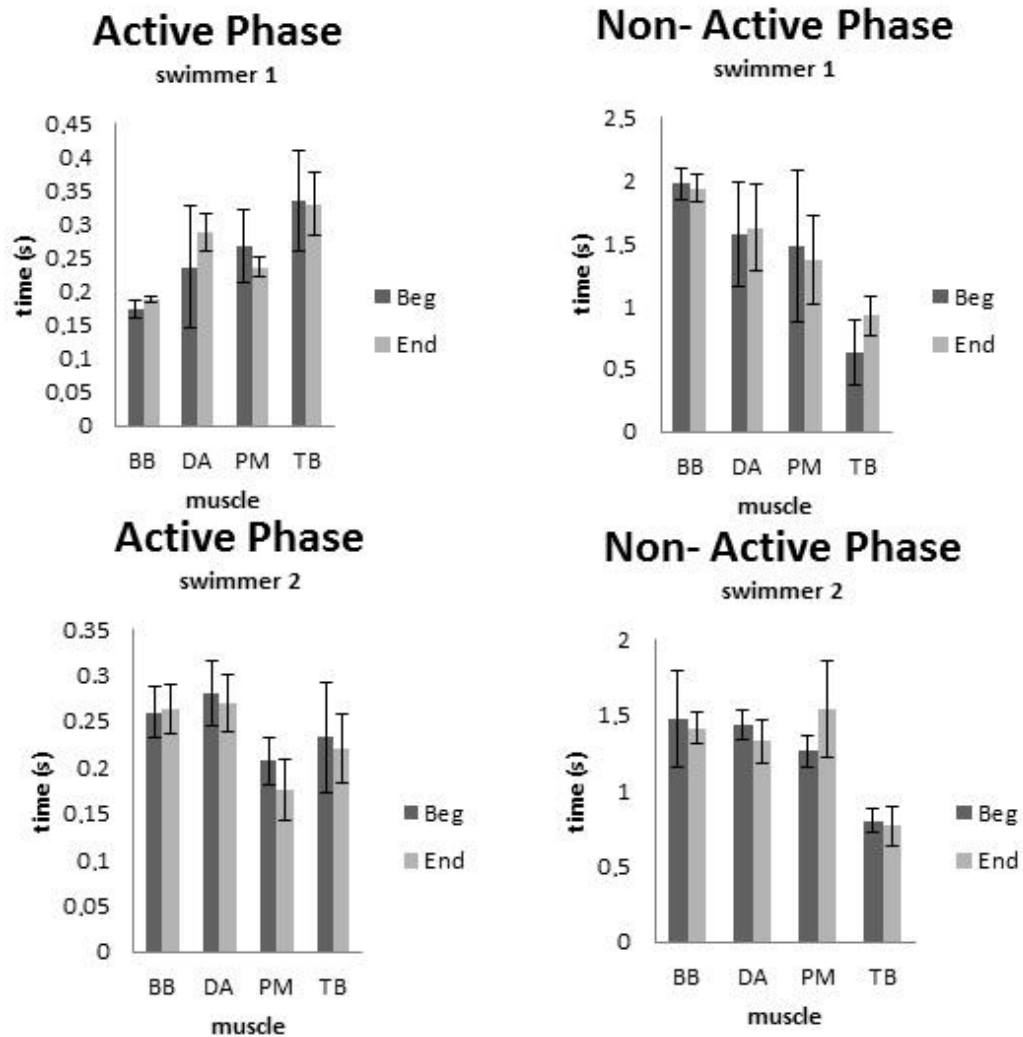 Active Phase
swimmer 1
0.45
0.4
0.35
0.3
0.25
0.2
0.15
0.1
0.05
0
time (s)
BB DA PM TB
muscle
Beg
End
Non- Active Phase
swimmer 1
2.5
2
1.5
1
0.5
0
time (s)
BB DA PM TB
muscle
Beg
End
Active Phase
swimmer 2
0.35
0.3
0.25
0.2
0.15
0.1
0.05
0
time (s)
BB DA PM TB
muscle
Beg
End
Non- Active Phase
swimmer 2
2
1.5
1
0.5
0
time (s)
BB DA PM TB
muscle
Beg
End